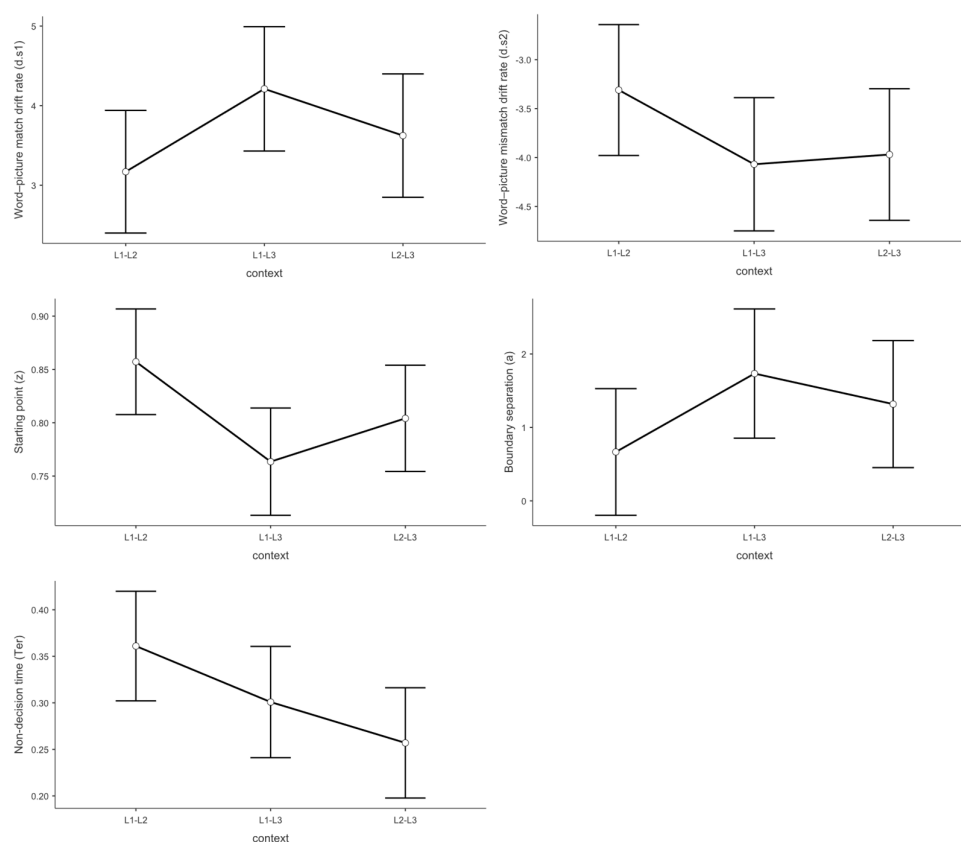 Word–picture match drift rate (d.s1)
5
4
3
L1-L2
L1-L3
L2-L3
context
Word–picture mismatch drift rate (d.s2)
-3.0
-3.5
-4.0
-4.5
L1-L2
L1-L3
L2-L3
context
Starting point (z)
0.90
0.85
0.80
0.75
L1-L2
L1-L3
L2-L3
context
Boundary separation (a)
2
1
0
L1-L2
L1-L3
L2-L3
context
Non-decision time (Ter)
0.40
0.35
0.30
0.25
0.20
L1-L2
L1-L3
L2-L3
context